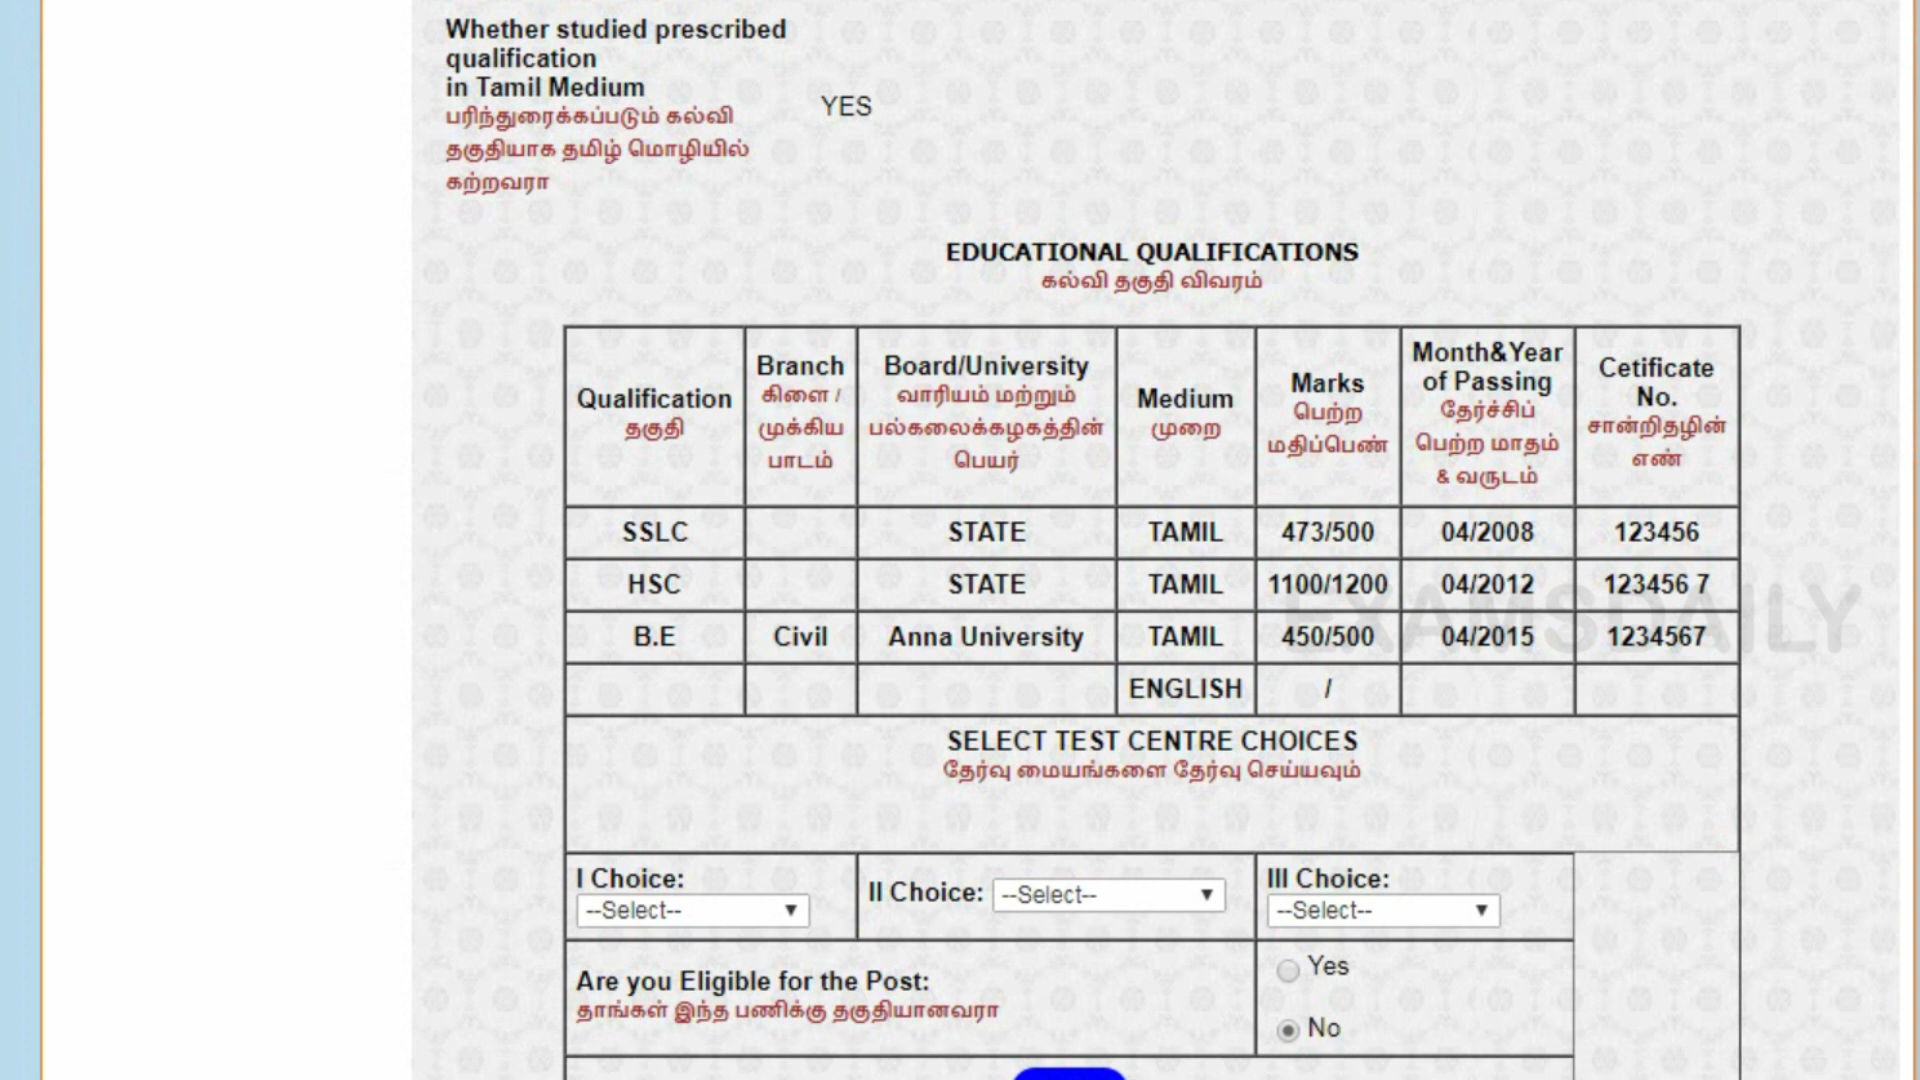 Whether studied prescribed
qualification
in Tamil Medium
பரிந்துரைக்கப்படும் கல்வி
தகுதியாக தமிழ் மொழியில்
கற்றவரா
YES
EDUCATIONAL QUALIFICATIONS
கல்வி தகுதி விவரம்
Qualification
தகுதி
Branch
கிளை /
முக்கிய
பாடம்
Board/University
வாரியம் மற்றும்
பல்கலைக்கழகத்தின்
பெயர்
Medium
முறை
Marks
பெற்ற
மதிப்பெண்
Month&Year
of Passing
தேர்ச்சிப்
பெற்ற மாதம்
& வருடம்
Cetificate
No.
சான்றிதழின்
எண்
SSLC STATE TAMIL 473/500 04/2008 123456
HSC STATE TAMIL 1100/1200 04/2012 123456 7
B.E Civil Anna University TAMIL 450/500 04/2015 1234567
EXAMSDAILY
ENGLISH /
SELECT TEST CENTRE CHOICES
தேர்வு மையங்களை தேர்வு செய்யவும்
I Choice:
--Select--
II Choice: --Select--
III Choice:
--Select--
Are you Eligible for the Post:
தாங்கள் இந்த பணிக்கு தகுதியானவரா
Yes
No